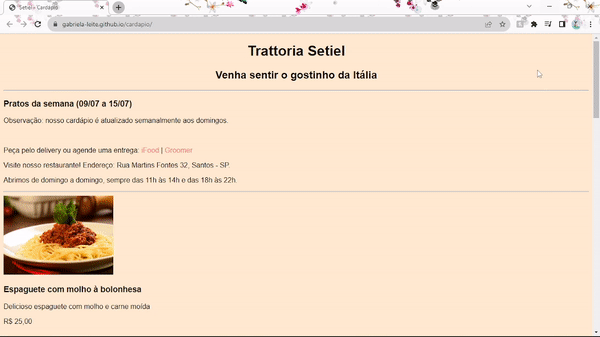 Setiel - Cardapio
gabriela-leite.github.io/cardapio/
Trattoria Setiel
Venha sentir o gostinho da Itália
Pratos da semana (09/07 a 15/07)
Observação: nosso cardápio é atualizado semanalmente aos domingos.
Peça pelo delivery ou agende uma entrega: iFood | Groomer
Visite nosso restaurante! Endereço: Rua Martins Fontes 32, Santos - SP.
Abrimos de domingo a domingo, sempre das 11h às 14h e das 18h às 22h.
Espaguete com molho à bolonhesa
Delicioso espaguete com molho e carne moída
R$ 25,00